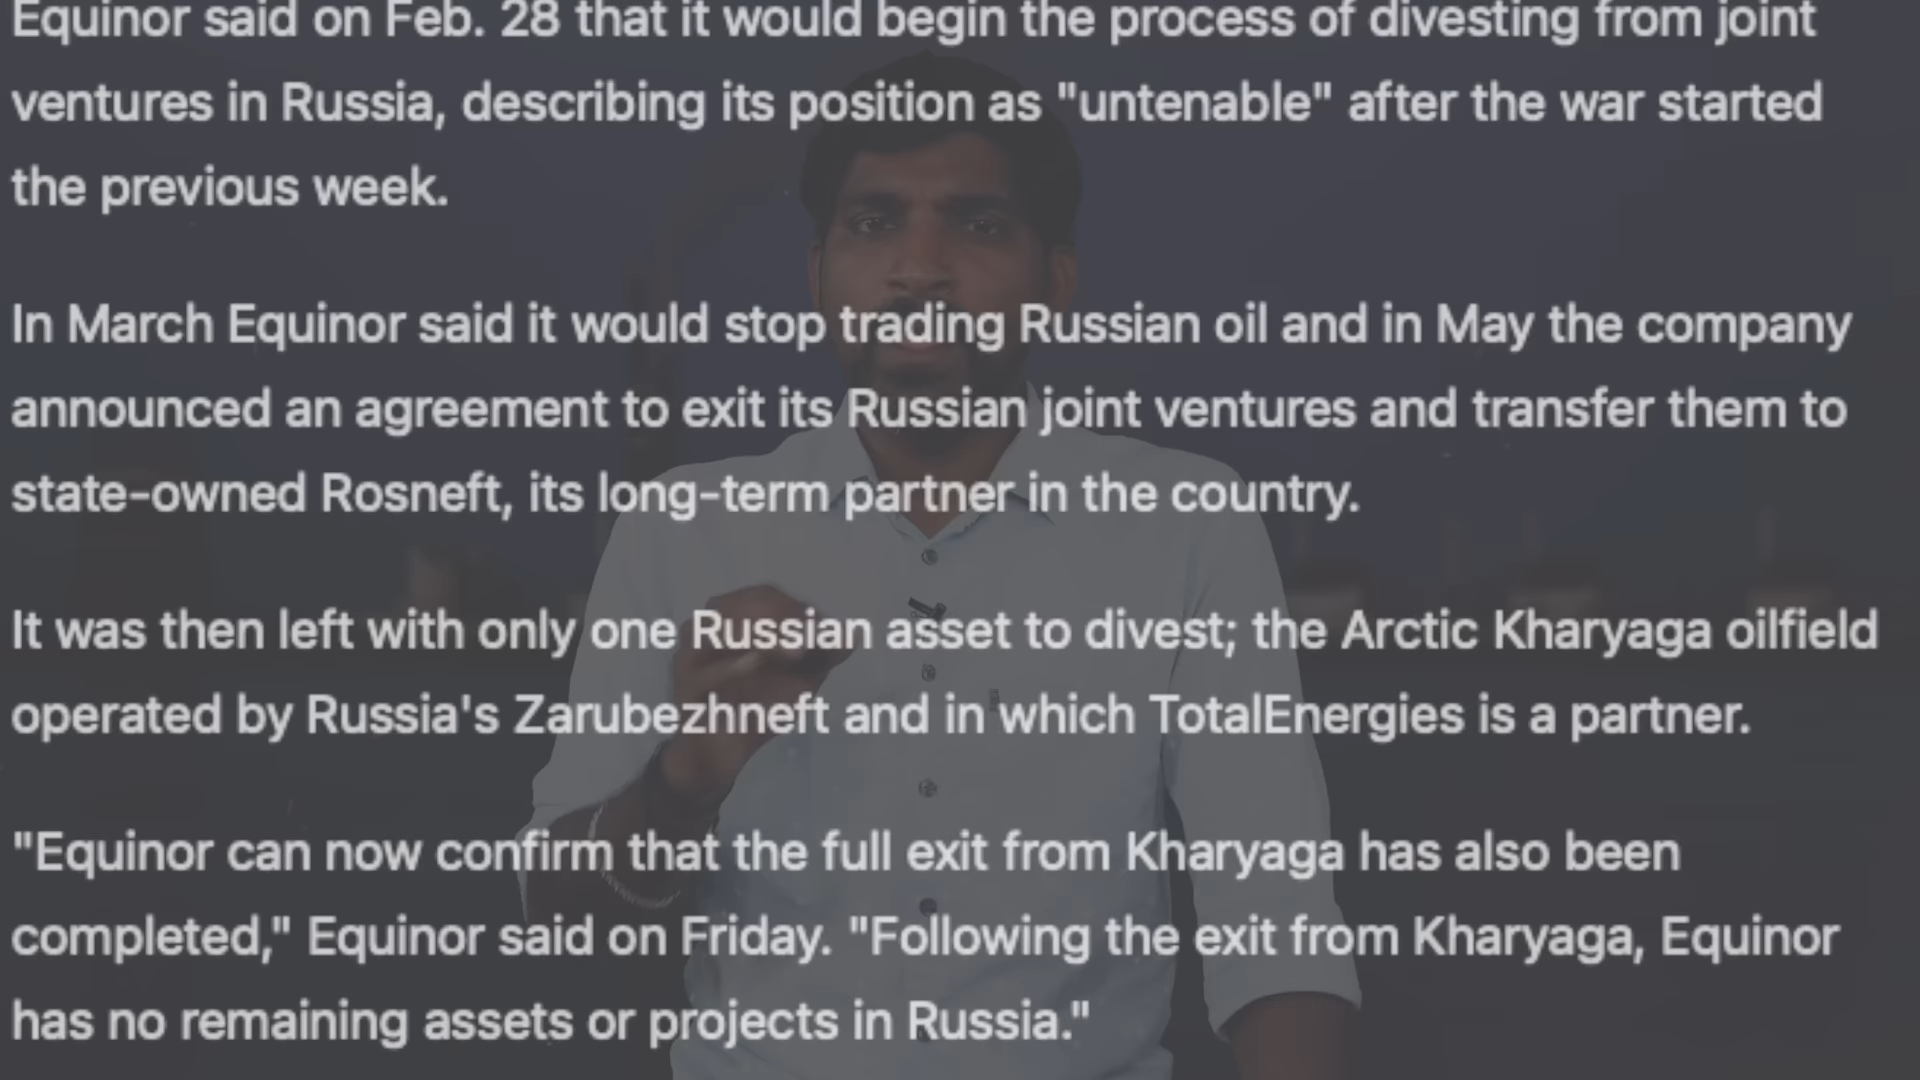 Equinor said on Feb. 28 that it would begin the process of divesting from joint
ventures in Russia, describing its position as "untenable" after the war started
the previous week.
In March Equinor said it would stop trading Russian oil and in May the company
announced an agreement to exit its Russian joint ventures and transfer them to
state-owned Rosneft, its long-term partner in the country.
It was then left with only one Russian asset to divest; the Arctic Kharyaga oilfield
operated by Russia's Zarubezhneft and in which TotalEnergies is a partner.
"Equinor can now confirm that the full exit from Kharyaga has also been
completed," Equinor said on Friday. "Following the exit from Kharyaga, Equinor
has no remaining assets or projects in Russia."